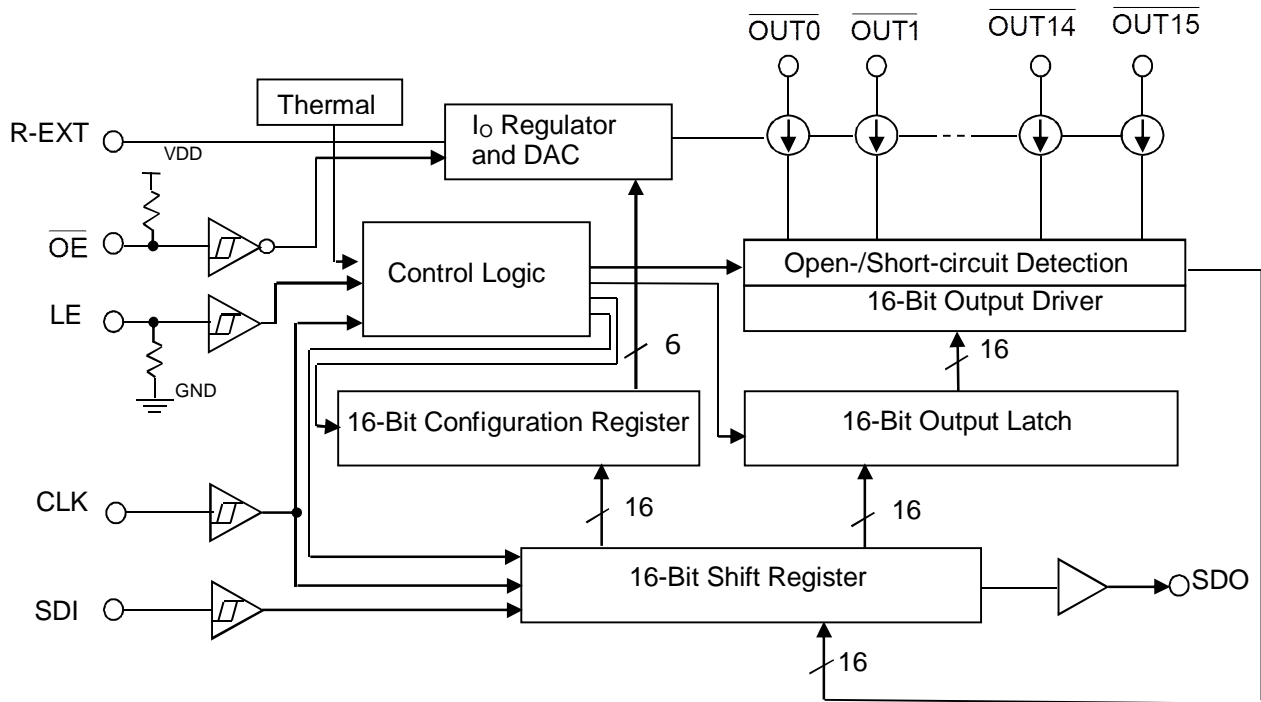 OUT0 OUT1 OUT14 OUT15
Thermal
R-EXT
I_O Regulator
and DAC
VDD
OE
Control Logic
Open-/Short-circuit Detection
LE
16-Bit Output Driver
6
16
GND
16-Bit Configuration Register
16-Bit Output Latch
CLK
16
16
16-Bit Shift Register
SDO
SDI
16